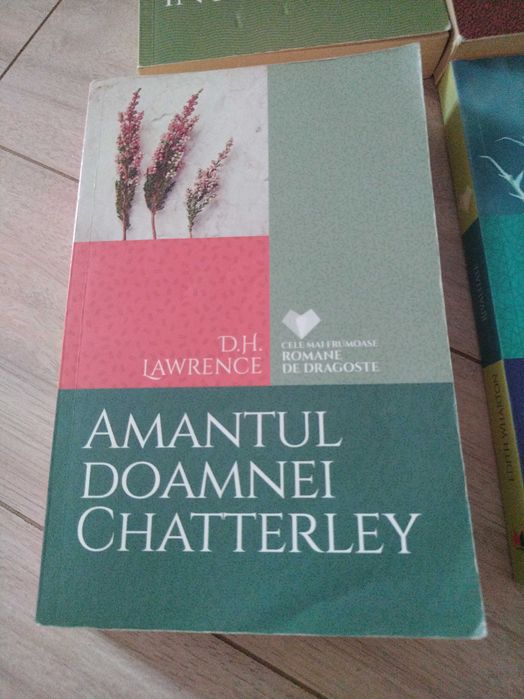 D.H.
LAWRENCE
CELE MAI FRUMOASE
ROMANE
DE DRAGOSTE
AMANTUL
DOAMNEI
CHATTERLEY
EDITH WHARTON